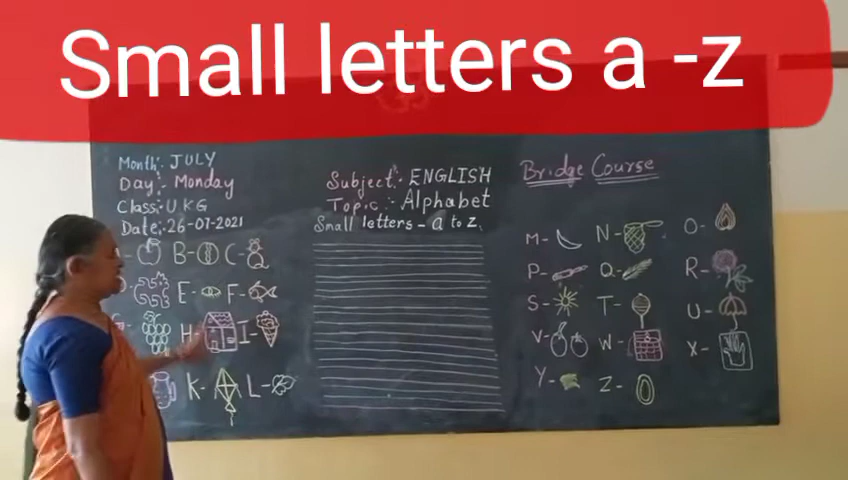 Small letters a -z
Month:- JULY
Day:- Monday
Class:- UKG
Date:- 26-07-2021
B- C-
E- F-
H- I-
K- L-
Subject:- ENGLISH
Topic:- Alphabet
Small letters - a to z.
Bridge Course
M- N- O-
P- Q- R-
S- T- U-
V- W- X-
Y- Z-